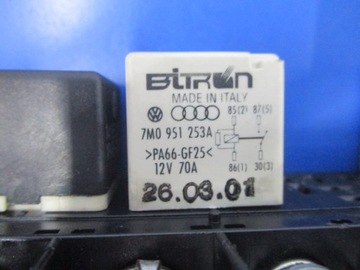 BITRON
MADE IN ITALY
85(2) 87(5)
7M0 951 253A
>PA66-GF25<
12V 70A
86(1) 30(3)
26.03.01